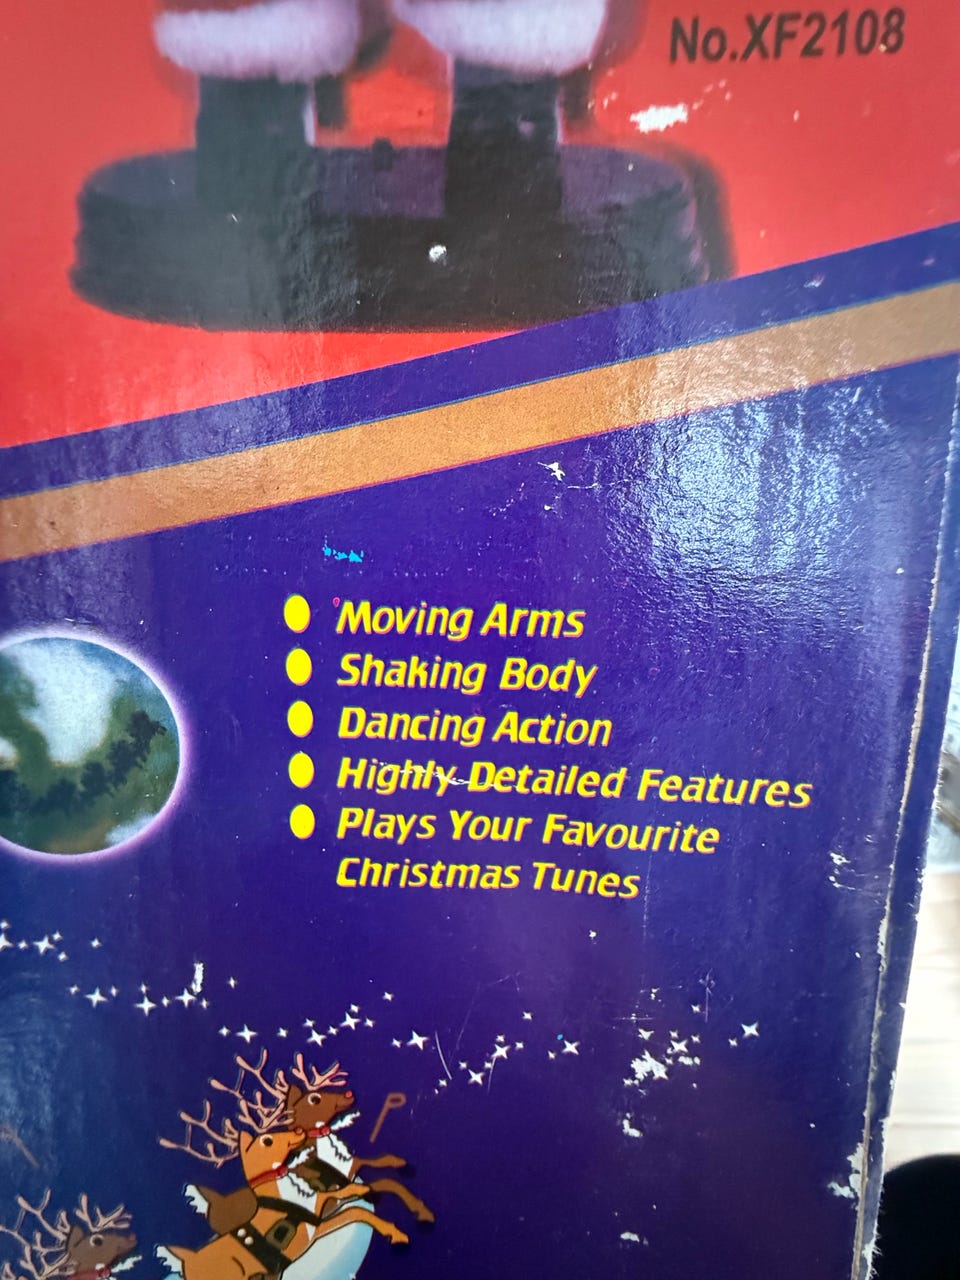 No.XF2108
Moving Arms
Shaking Body
Dancing Action
Highly Detailed Features
Plays Your Favourite
Christmas Tunes